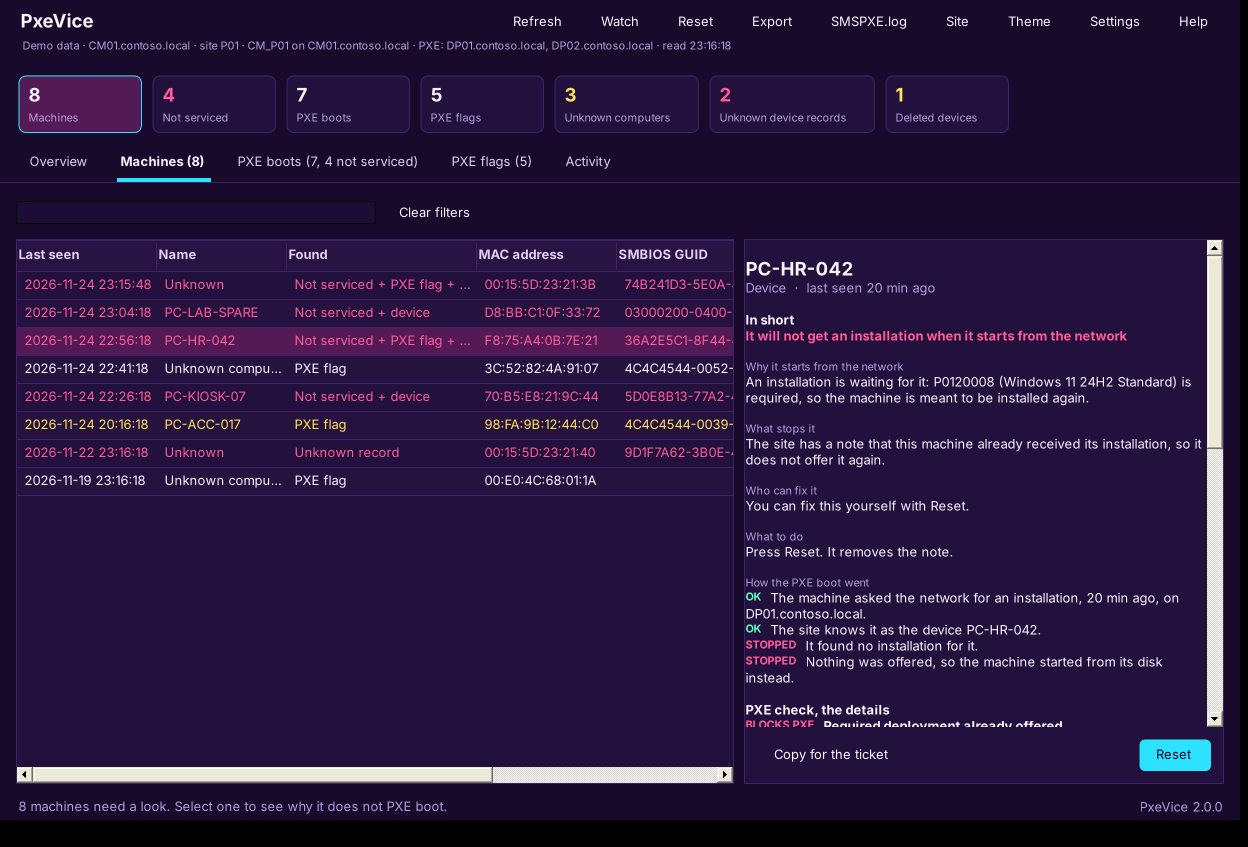 PxeVice
Refresh Watch Reset Export SMSPXE.log Site Theme Settings Help
Demo data · CM01.contoso.local · site P01 · CM_P01 on CM01.contoso.local · PXE: DP01.contoso.local, DP02.contoso.local · read 23:16:18
8 4 7 5 3 2 1
Machines Not serviced PXE boots PXE flags Unknown computers Unknown device records Deleted devices
Overview Machines (8) PXE boots (7, 4 not serviced) PXE flags (5) Activity
Clear filters
Last seen Name Found MAC address SMBIOS GUID
2026-11-24 23:15:48 Unknown Not serviced + PXE flag + ... 00:15:5D:23:21:3B 74B241D3-5E0A-
2026-11-24 23:04:18 PC-LAB-SPARE Not serviced + device D8:BB:C1:0F:33:72 03000200-0400-
2026-11-24 22:56:18 PC-HR-042 Not serviced + PXE flag + ... F8:75:A4:0B:7E:21 36A2E5C1-8F44-
2026-11-24 22:41:18 Unknown compu... PXE flag 3C:52:82:4A:91:07 4C4C4544-0052-
2026-11-24 22:26:18 PC-KIOSK-07 Not serviced + device 70:B5:E8:21:9C:44 5D0E8B13-77A2-
2026-11-24 20:16:18 PC-ACC-017 PXE flag 98:FA:9B:12:44:C0 4C4C4544-0039-
2026-11-22 23:16:18 Unknown Unknown record 00:15:5D:23:21:40 9D1F7A62-3B0E-
2026-11-19 23:16:18 Unknown compu... PXE flag 00:E0:4C:68:01:1A
PC-HR-042
Device · last seen 20 min ago
In short
It will not get an installation when it starts from the network
Why it starts from the network
An installation is waiting for it: P0120008 (Windows 11 24H2 Standard) is
required, so the machine is meant to be installed again.
What stops it
The site has a note that this machine already received its installation, so it
does not offer it again.
Who can fix it
You can fix this yourself with Reset.
What to do
Press Reset. It removes the note.
How the PXE boot went
OK The machine asked the network for an installation, 20 min ago, on
DP01.contoso.local.
OK The site knows it as the device PC-HR-042.
STOPPED It found no installation for it.
STOPPED Nothing was offered, so the machine started from its disk
instead.
PXE check, the details
BLOCKS PXE Required deployment already offered
Copy for the ticket Reset
8 machines need a look. Select one to see why it does not PXE boot.
PxeVice 2.0.0